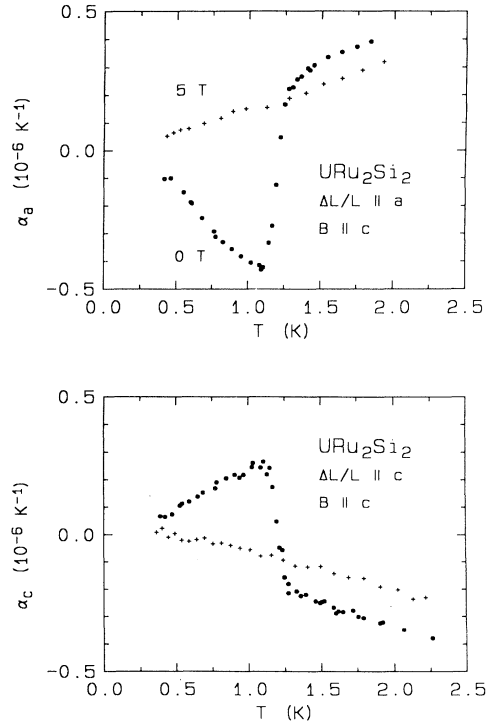 0.5
0.0
-0.5
αa (10⁻⁶ K⁻¹)
5 T
0 T
URu₂Si₂
ΔL/L ∥ a
B ∥ c
0.0 0.5 1.0 1.5 2.0 2.5
T (K)
0.5
0.0
-0.5
αc (10⁻⁶ K⁻¹)
URu₂Si₂
ΔL/L ∥ c
B ∥ c
0.0 0.5 1.0 1.5 2.0 2.5
T (K)